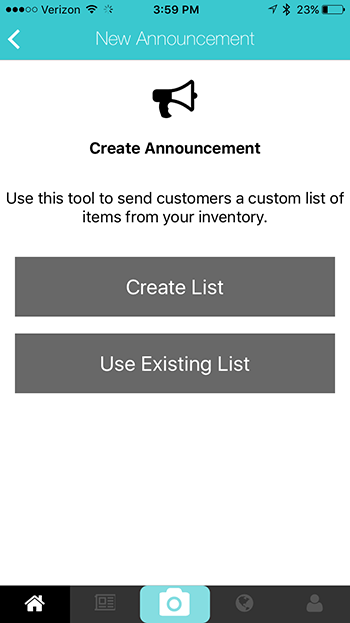 Verizon 3:59 PM 23%
New Announcement
Create Announcement
Use this tool to send customers a custom list of
items from your inventory.
Create List
Use Existing List